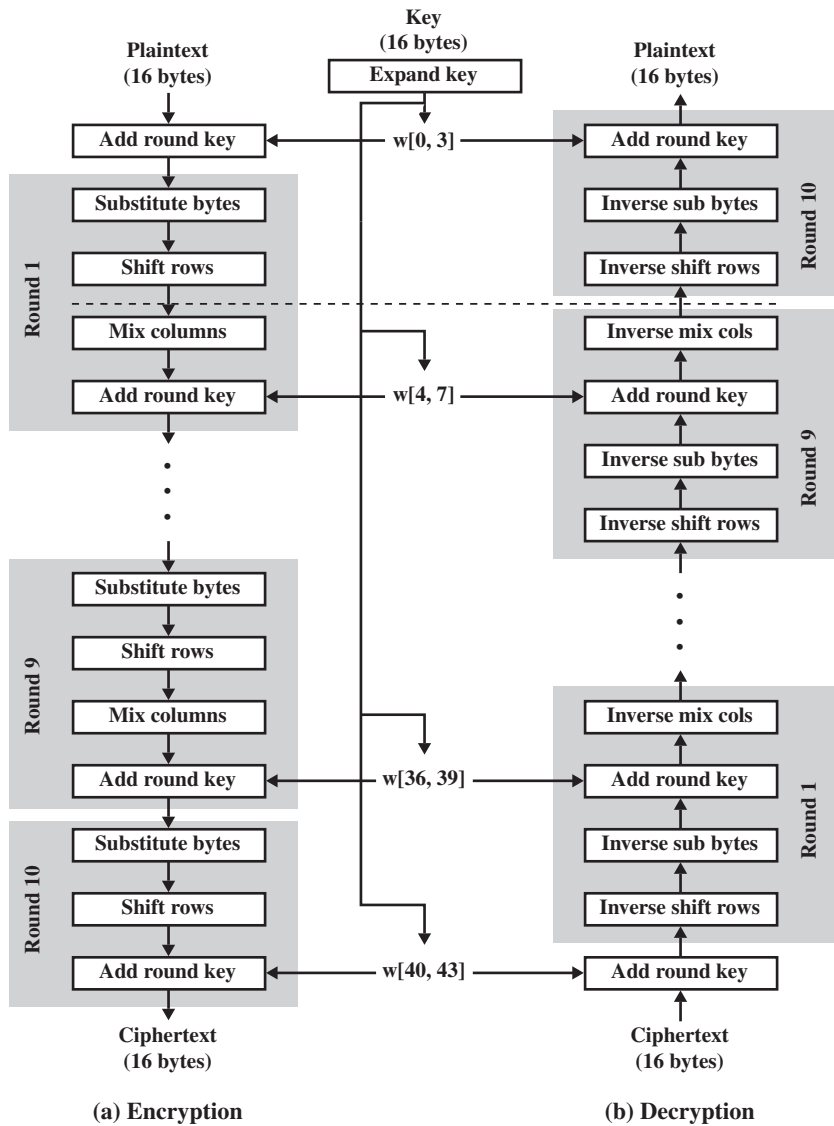 Key
(16 bytes)
Expand key
Plaintext
(16 bytes)
Add round key
Round 1
Substitute bytes
Shift rows
Mix columns
Add round key
Round 9
Substitute bytes
Shift rows
Mix columns
Add round key
Round 10
Substitute bytes
Shift rows
Add round key
Ciphertext
(16 bytes)
(a) Encryption
w[0, 3]
w[4, 7]
w[36, 39]
w[40, 43]
Plaintext
(16 bytes)
Add round key
Inverse sub bytes
Inverse shift rows
Round 10
Inverse mix cols
Add round key
Inverse sub bytes
Inverse shift rows
Round 9
Inverse mix cols
Add round key
Inverse sub bytes
Inverse shift rows
Round 1
Add round key
Ciphertext
(16 bytes)
(b) Decryption